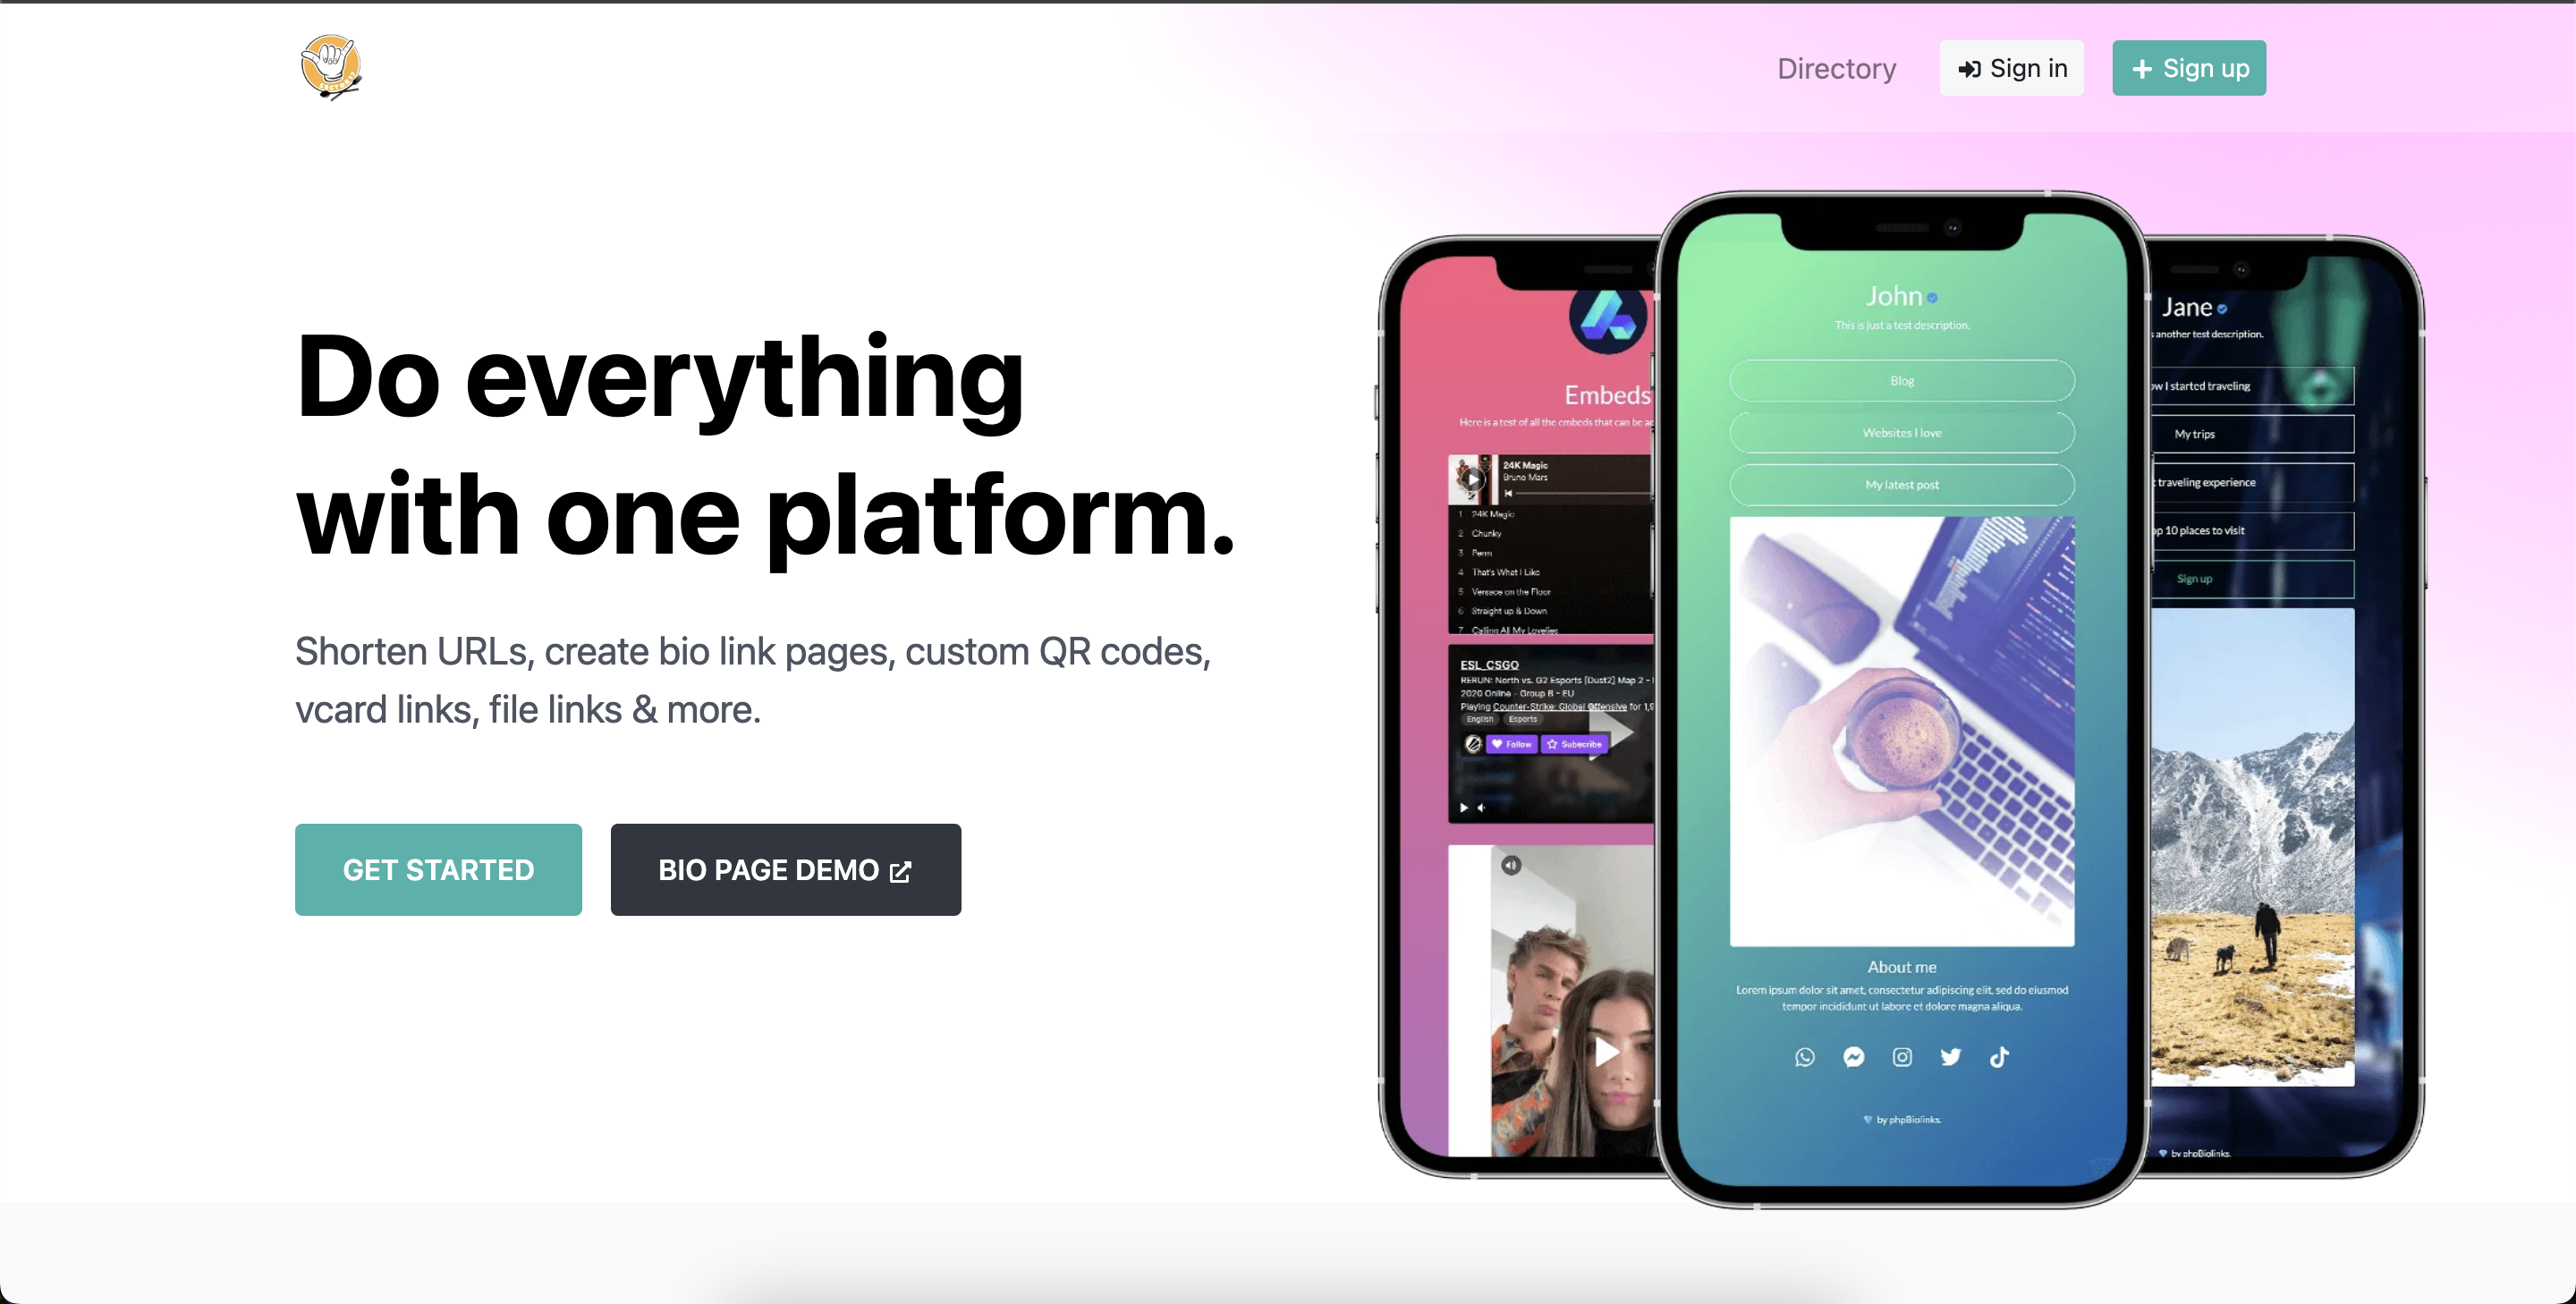 Directory
Sign in
Sign up
Do everything
with one platform.
Shorten URLs, create bio link pages, custom QR codes,
vcard links, file links & more.
GET STARTED
BIO PAGE DEMO
Embeds
Here is a test of all the embeds that can be
24K Magic
Bruno Mars
1 24K Magic
2 Chunky
3 Perm
4 That's What I Like
5 Versace on the Floor
6 Straight up & Down
7 Calling All My Lovelies
ESL_CSGO
RERUN: North vs. G2 Esports [Dust2] Map 2 -
2020 Online - Group B - EU
Playing Counter-Strike: Global Offensive for 1,9
English
Esports
Follow
Subscribe
John
This is just a test description.
Blog
Websites I love
My latest post
About me
Lorem ipsum dolor sit amet, consectetur adipiscing elit, sed do eiusmod
tempor incididunt ut labore et dolore magna aliqua.
by phpBiolinks.
Jane
another test description.
I started traveling
My trips
traveling experience
10 places to visit
Sign up
by phpBiolinks.